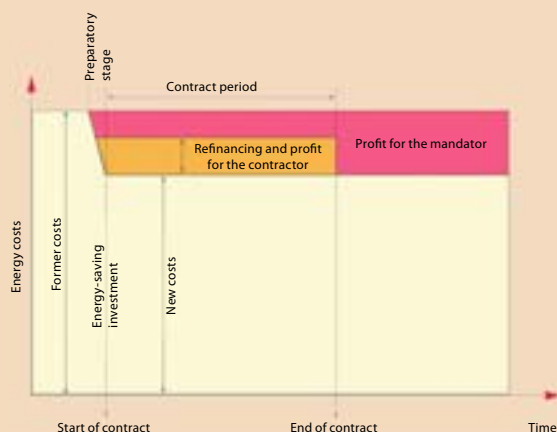 Preparatory
stage
Contract period
Refinancing and profit
for the contractor
Profit for the mandator
Energy costs
Former costs
Energy-saving
investment
New costs
Start of contract
End of contract
Time